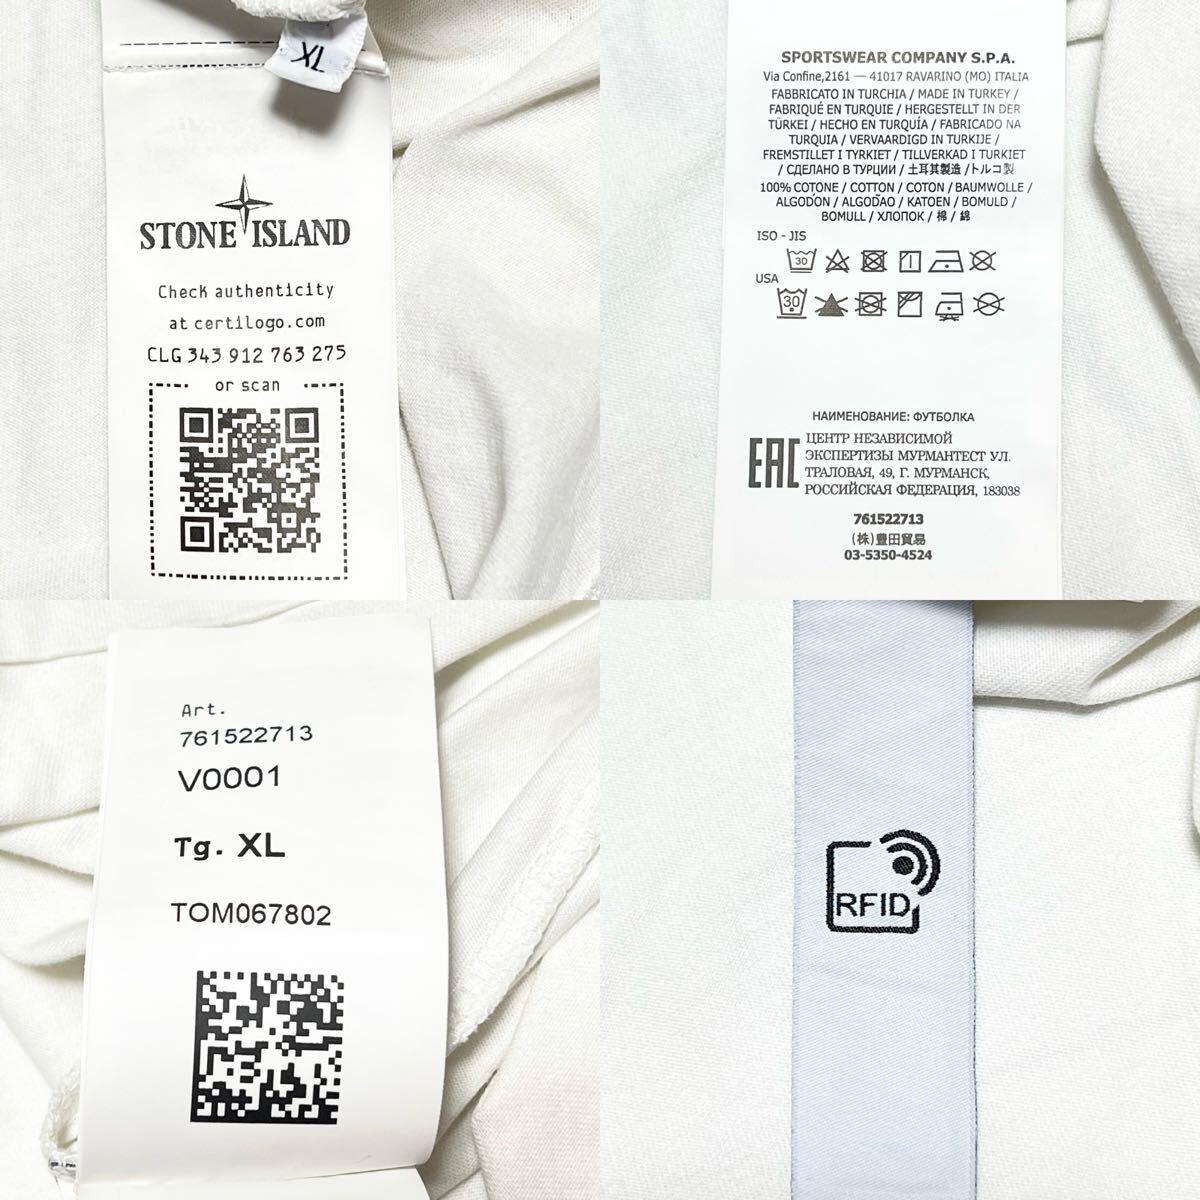 XL
STONE ISLAND
Check authenticity
at certilogo.com
CLG 343 912 763 275
or scan
SPORTSWEAR COMPANY S.P.A.
Via Confine,2161 — 41017 RAVARINO (MO) ITALIA
FABBRICATO IN TURCHIA / MADE IN TURKEY /
FABRIQUÉ EN TURQUIE / HERGESTELLT IN DER
TÜRKEI / HECHO EN TURQUÍA / FABRICADO NA
TURQUIA / VERVAARDIGD IN TURKIJE /
FREMSTILLET I TYRKIET / TILLVERKAD I TURKIET
/ СДЕЛАНО В ТУРЦИИ / 土耳其製造 / トルコ製
100% COTONE / COTTON / COTON / BAUMWOLLE /
ALGODÓN / ALGODÃO / KATOEN / BOMULD /
BOMULL / ХЛОПОК / 棉 / 綿
ISO - JIS
30
USA
30
НАИМЕНОВАНИЕ: ФУТБОЛКА
EAC
ЦЕНТР НЕЗАВИСИМОЙ
ЭКСПЕРТИЗЫ МУРМАНТЕСТ УЛ.
ТРАЛОВАЯ, 49, Г. МУРМАНСК,
РОССИЙСКАЯ ФЕДЕРАЦИЯ, 183038
761522713
(株)豊田貿易
03-5350-4524
Art.
761522713
V0001
Tg. XL
TOM067802
RFID